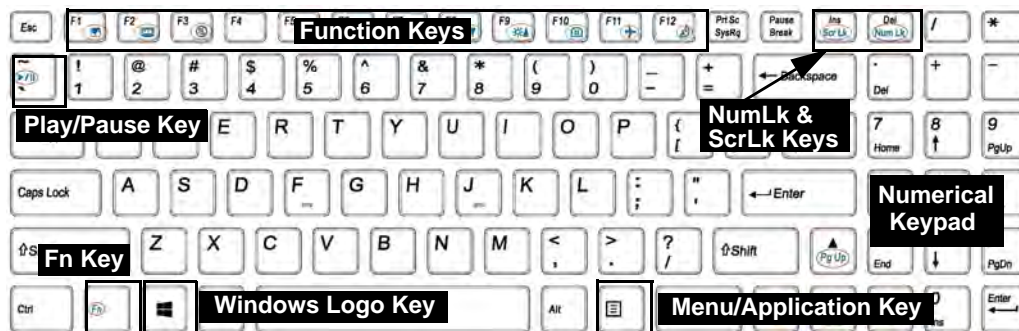 Esc F1 F2 F3 F4 F9 F10 F11 F12 Prt Sc SysRq Pause Break Ins Scr Lk Del Num Lk / *
Function Keys
~ ` ! 1 @ 2 # 3 $ 4 % 5 ^ 6 & 7 * 8 ( 9 ) 0 _ - + = ← Backspace . Del + -
Play/Pause Key
E R T Y U I O P { [ 7 Home 8 ↑ 9 PgUp
NumLk &
ScrLk Keys
Caps Lock A S D F G H J K L : ; " ' ↵ Enter
Numerical
Keypad
Z X C V B N M < , > . ? / ⇧ Shift ▲ Pg Up End ↓ PgDn
Fn Key
Ctrl Fn Alt Enter
Windows Logo Key
Menu/Application Key